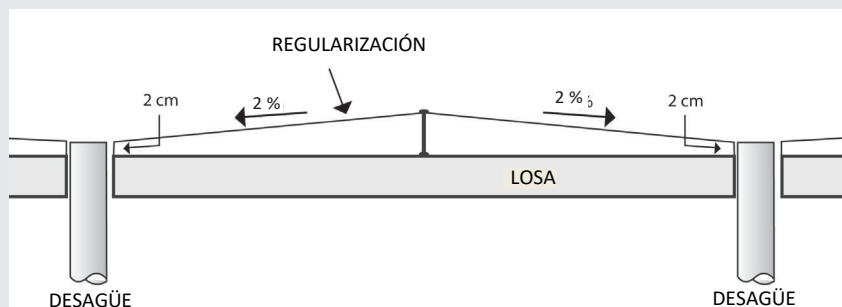 REGULARIZACIÓN
2 cm
2 %
2 %
2 cm
LOSA
DESAGÜE
DESAGÜE